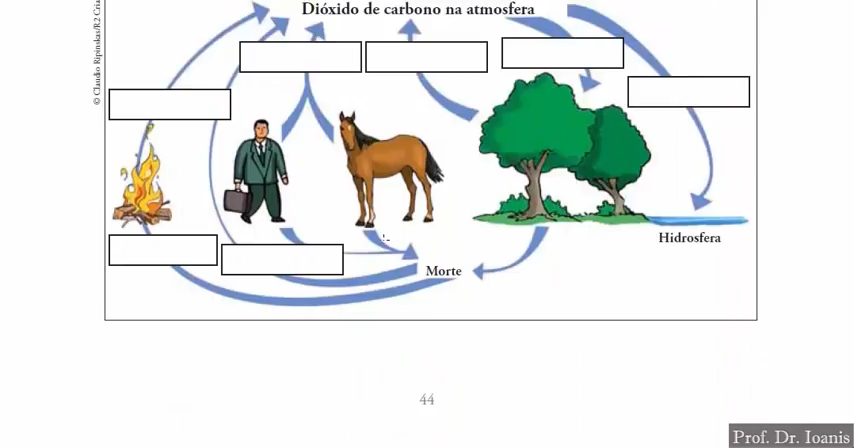 Dióxido de carbono na atmosfera
© Claudio Ripinskas/R2 Cria
Hidrosfera
Morte
44
Prof. Dr. Ioanis